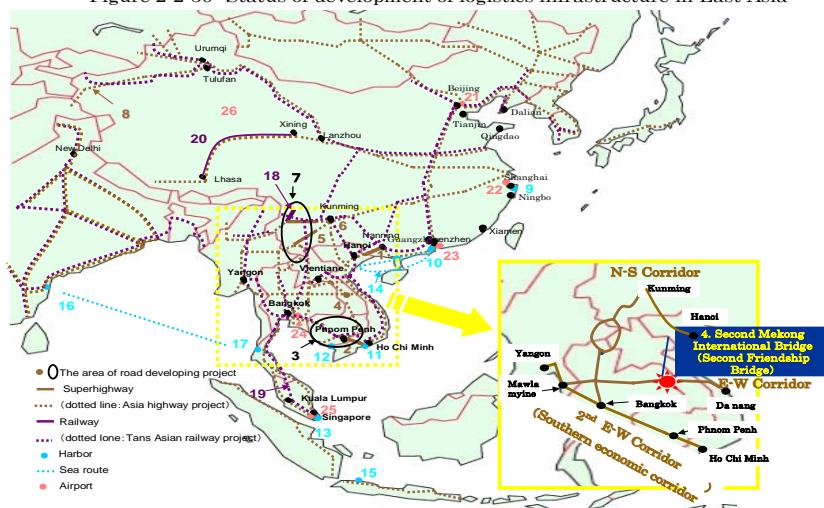 Figure 2-2-50 Status of development of logistics infrastructure in East Asia
Urumqi
Tulufan
8
26
Beijing
21
Tianjin
Dalian
Qingdao
20
Xining
Lanzhou
New Delhi
Lhasa
18
7
Shanghai
22
9
Ningbo
Kunming
6
5
Nanning
Guangzhou
Shenzhen
Xiamen
23
10
Hanoi
1
14
Yangon
Vientiane
4
16
Bangkok
24
Phnom Penh
2
3
12
11
Ho Chi Minh
17
19
Kuala Lumpur
25
Singapore
13
15
The area of road developing project
Superhighway
(dotted line: Asia highway project)
Railway
(dotted lone: Tans Asian railway project)
Harbor
Sea route
Airport
N-S Corridor
Kunming
Hanoi
4. Second Mekong
International Bridge
(Second Friendship
Bridge)
Yangon
E-W Corridor
Mawla
myine
Bangkok
Da nang
2nd E-W Corridor
(Southern economic corridor
)
Phnom Penh
Ho Chi Minh